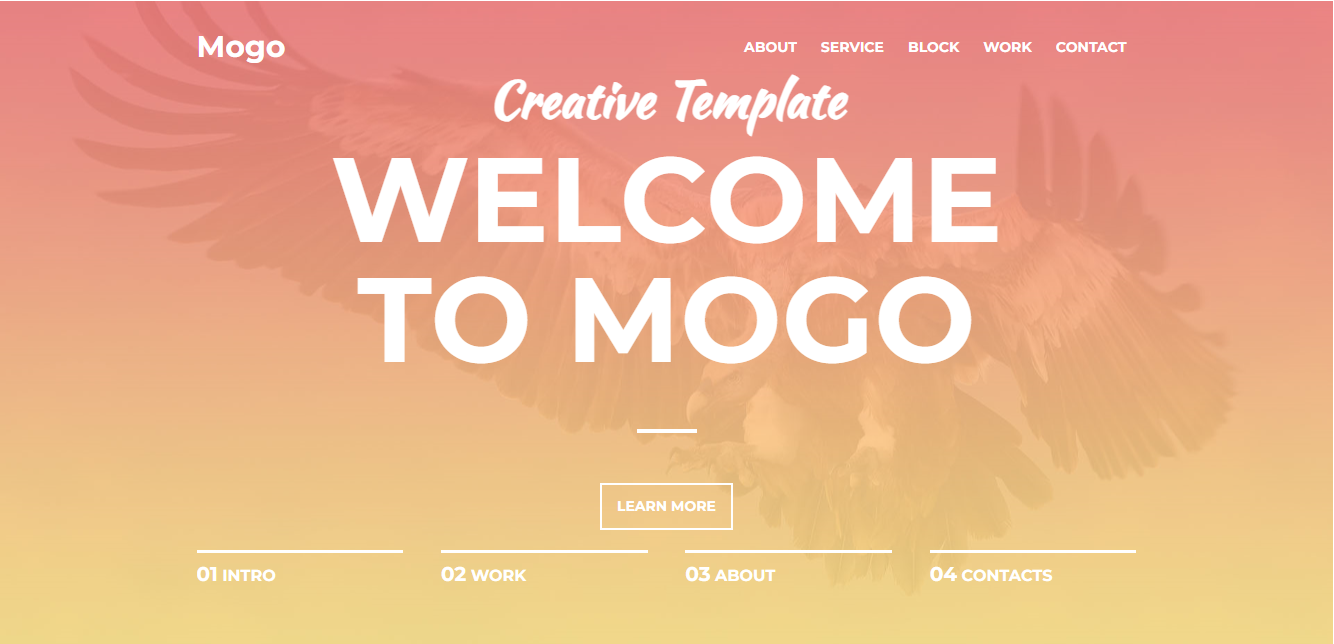 Mogo
ABOUT SERVICE BLOCK WORK CONTACT
Creative Template
WELCOME
TO MOGO
LEARN MORE
01 INTRO
02 WORK
03 ABOUT
04 CONTACTS